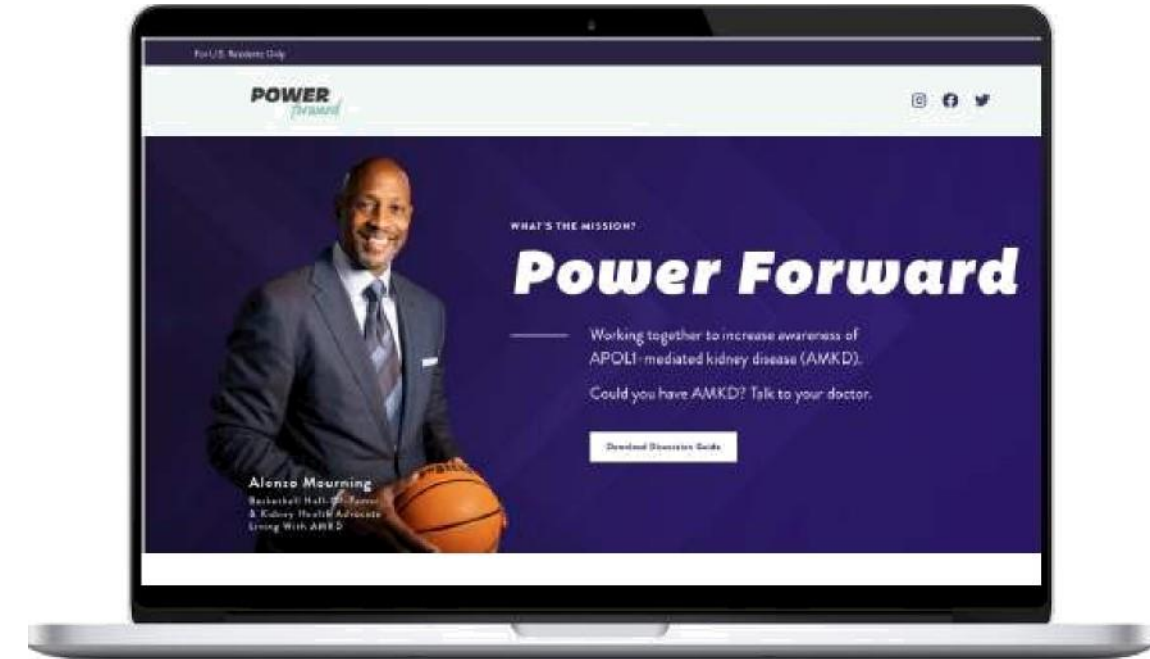 For U.S. Residents Only
POWER
forward
WHAT'S THE MISSION?
Power Forward
Working together to increase awareness of
APOL1-mediated kidney disease (AMKD).
Could you have AMKD? Talk to your doctor.
Download Discussion Guide
Alonzo Mourning
Basketball Hall-Of-Famer
& Kidney Health Advocate
Living With AMKD